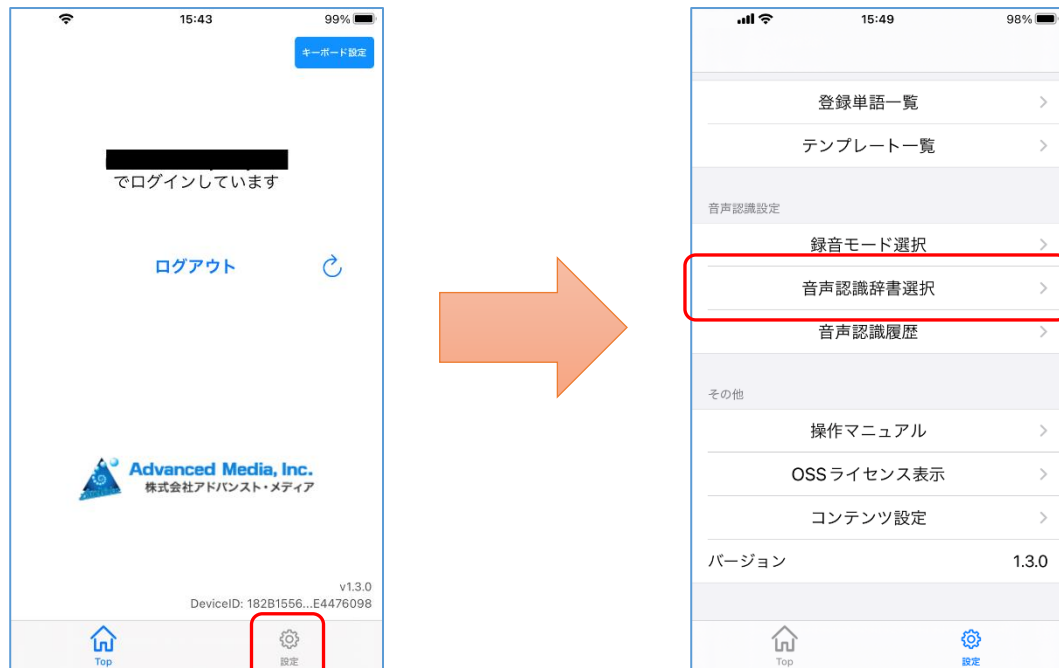 15:43
99%
キーボード設定
でログインしています
ログアウト
Advanced Media, Inc.
株式会社アドバンスト・メディア
v1.3.0
DeviceID: 182B1556...E4476098
Top
設定
15:49
98%
登録単語一覧
テンプレート一覧
音声認識設定
録音モード選択
音声認識辞書選択
音声認識履歴
その他
操作マニュアル
OSSライセンス表示
コンテンツ設定
バージョン 1.3.0
Top
設定